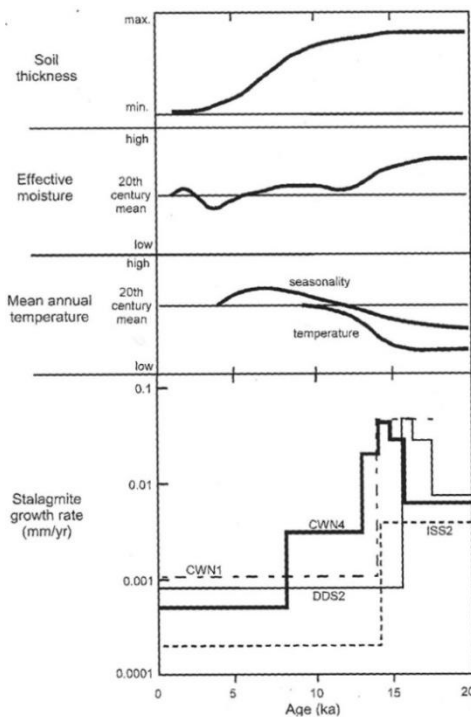 max.
Soil
thickness
min.
high
Effective
moisture
20th
century
mean
low
high
seasonality
Mean annual
temperature
20th
century
mean
temperature
low
0.1
Stalagmite
growth rate
(mm/yr)
0.01
CWN4
ISS2
CWN1
0.001
DDS2
0.0001
0 5 10 15 20
Age (ka)